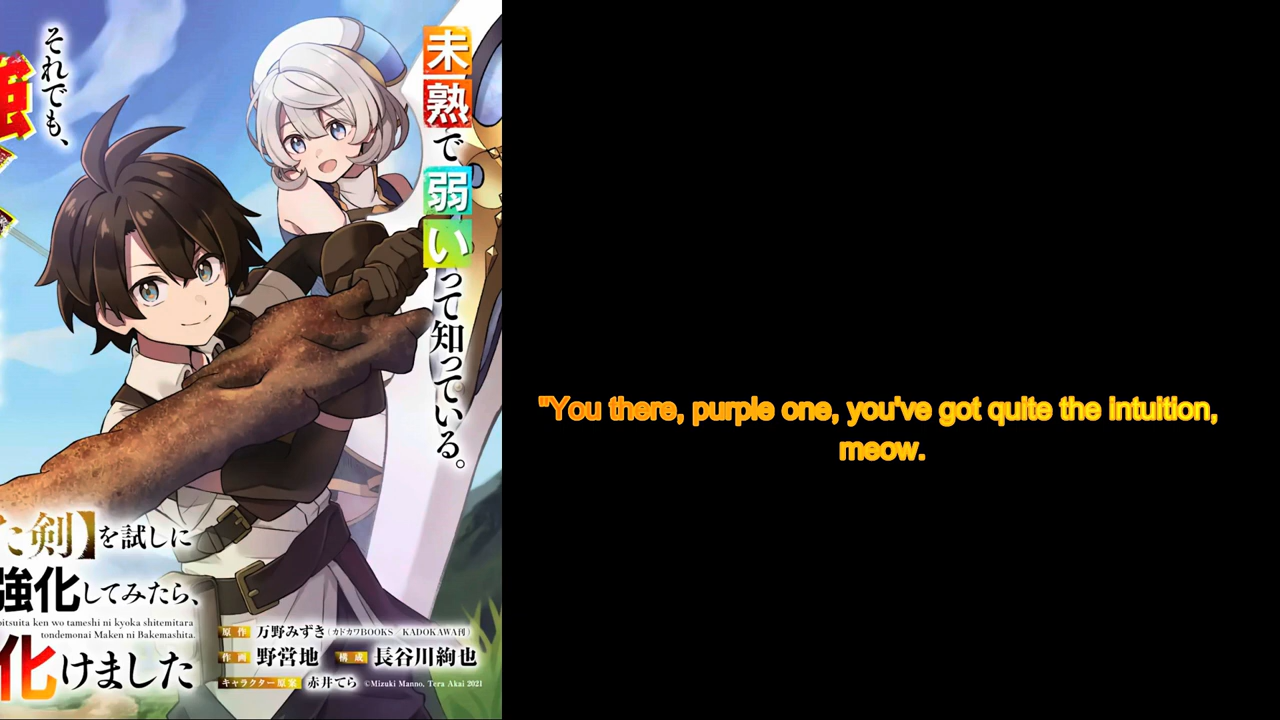 未熟で弱いって知っている。
それでも、
強
た剣】を試しに
強化してみたら、
bitsuita ken wo tameshi ni kyoka shitemitara
tondemonai Maken ni Bakemashita.
化けました
原作 万野みずき（カドカワBOOKS KADOKAWA刊）
作画 野営地 構成 長谷川絢也
キャラクター原案 赤井てら ©Mizuki Manno, Tera Akai 2021
"You there, purple one, you've got quite the intuition,
meow.